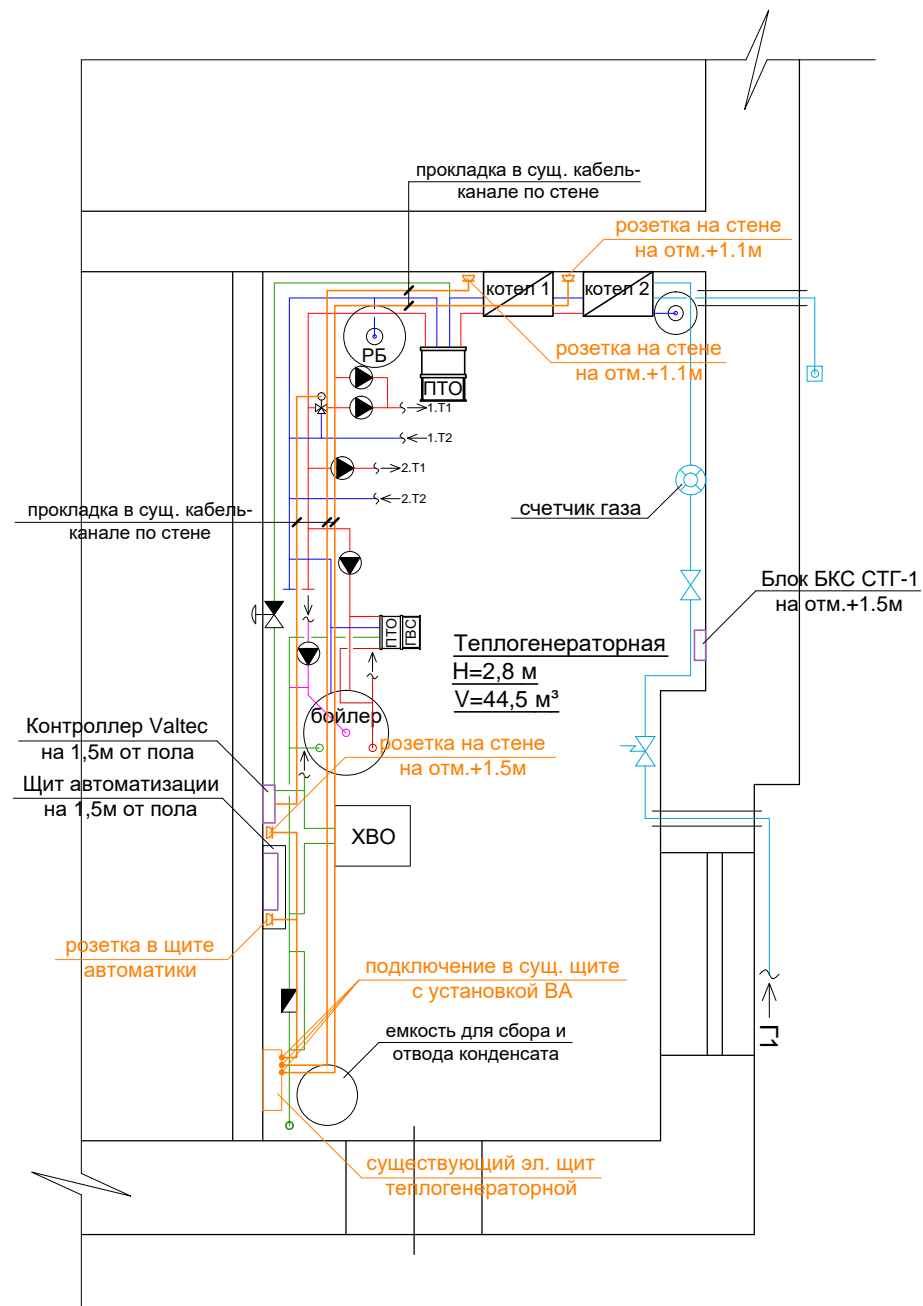 прокладка в сущ. кабель-
канале по стене
розетка на стене
на отм.+1.1м
котел 1
котел 2
розетка на стене
на отм.+1.1м
РБ
ПТО
1.Т1
1.Т2
2.Т1
2.Т2
прокладка в сущ. кабель-
канале по стене
счетчик газа
Блок БКС СТГ-1
на отм.+1.5м
ПТО
ГВС
Теплогенераторная
H=2,8 м
V=44,5 м³
бойлер
Контроллер Valtec
на 1,5м от пола
розетка на стене
на отм.+1.5м
Щит автоматизации
на 1,5м от пола
ХВО
розетка в щите
автоматики
подключение в сущ. щите
с установкой ВА
емкость для сбора и
отвода конденсата
Г1
существующий эл. щит
теплогенераторной